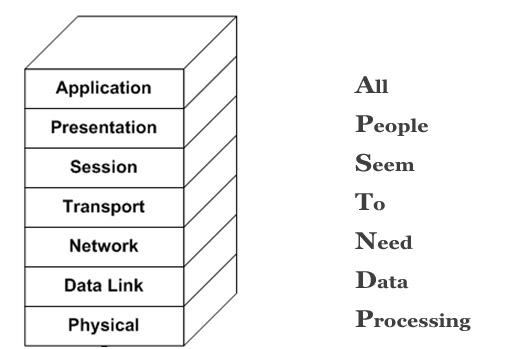 Application
Presentation
Session
Transport
Network
Data Link
Physical
All
People
Seem
To
Need
Data
Processing